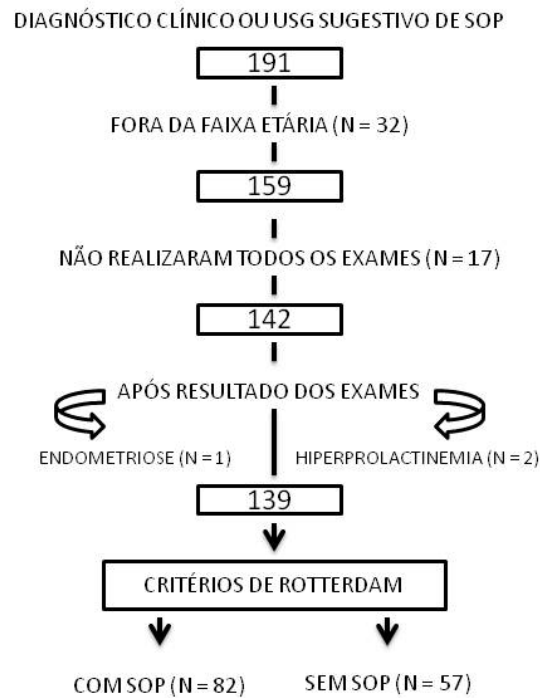 DIAGNÓSTICO CLÍNICO OU USG SUGESTIVO DE SOP
191
FORA DA FAIXA ETÁRIA (N = 32)
159
NÃO REALIZARAM TODOS OS EXAMES (N = 17)
142
APÓS RESULTADO DOS EXAMES
ENDOMETRIOSE (N = 1) HIPERPROLACTINEMIA (N = 2)
139
CRITÉRIOS DE ROTTERDAM
COM SOP (N = 82) SEM SOP (N = 57)